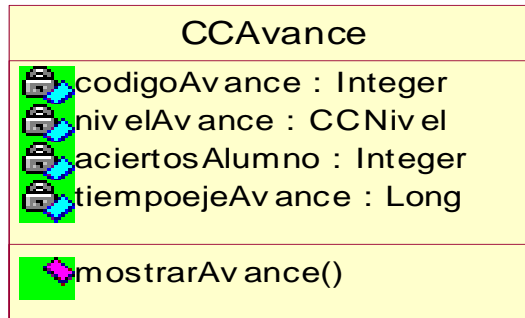 CCAvance
codigoAvance : Integer
nivelAvance : CCNivel
aciertosAlumno : Integer
tiempoejeAvance : Long
mostrarAvance()